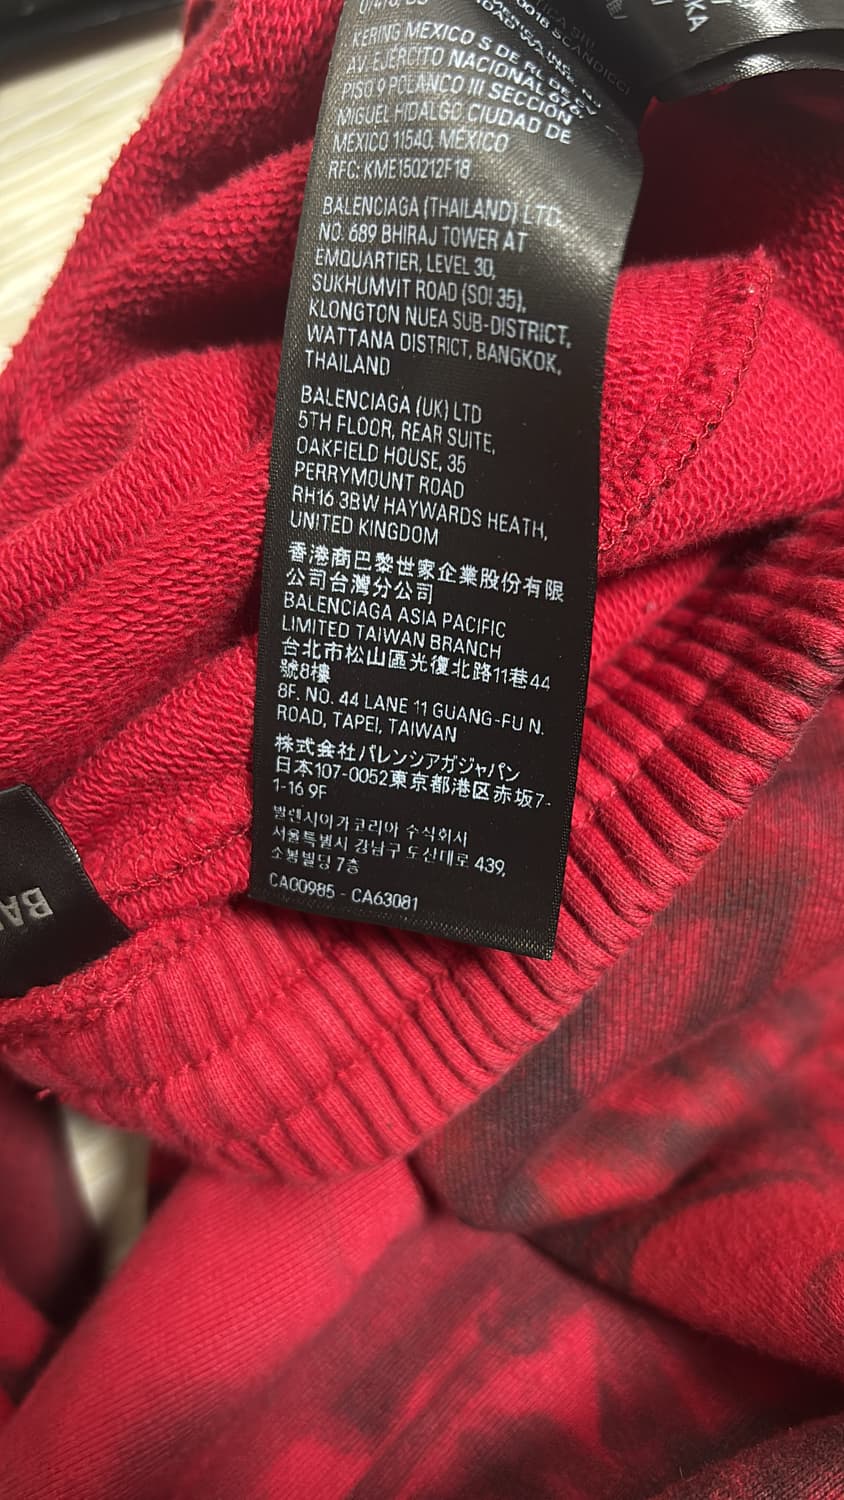 KERING MEXICO S DE RL DE CV
AV. EJÉRCITO NACIONAL 676-
PISO 9 POLANCO III SECCIÓN
MIGUEL HIDALGO CIUDAD DE
MÉXICO 11540, MÉXICO
RFC: KME150212F18
BALENCIAGA (THAILAND) LTD.
NO. 689 BHIRAJ TOWER AT
EMQUARTIER, LEVEL 30,
SUKHUMVIT ROAD (SOI 35),
KLONGTON NUEA SUB-DISTRICT,
WATTANA DISTRICT, BANGKOK,
THAILAND
BALENCIAGA (UK) LTD
5TH FLOOR, REAR SUITE,
OAKFIELD HOUSE, 35
PERRYMOUNT ROAD
RH16 3BW HAYWARDS HEATH,
UNITED KINGDOM
香港商巴黎世家企業股份有限
公司台灣分公司
BALENCIAGA ASIA PACIFIC
LIMITED TAIWAN BRANCH
台北市松山區光復北路11巷44
號8樓
8F. NO. 44 LANE 11 GUANG-FU N.
ROAD, TAPEI, TAIWAN
株式会社バレンシアガジャパン
日本107-0052東京都港区赤坂7-
1-16 9F
발렌시아가코리아 수식회시
서울특별시 강남구 도산대로 439,
소봉빌딩 7층
CA00985 - CA63081
BAL